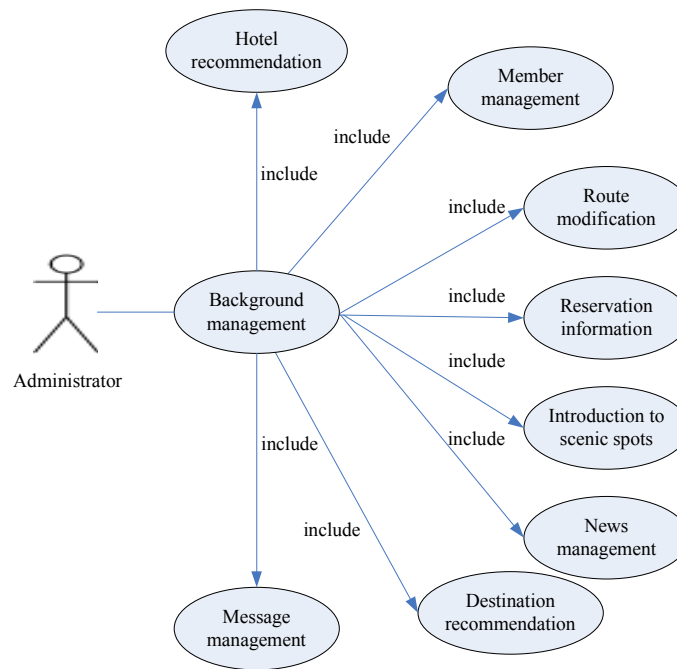 Hotel
recommendation
Member
management
include
include
Route
modification
include
Background
management
include
Reservation
information
Administrator
include
Introduction to
scenic spots
include
include
News
management
include
Message
management
Destination
recommendation